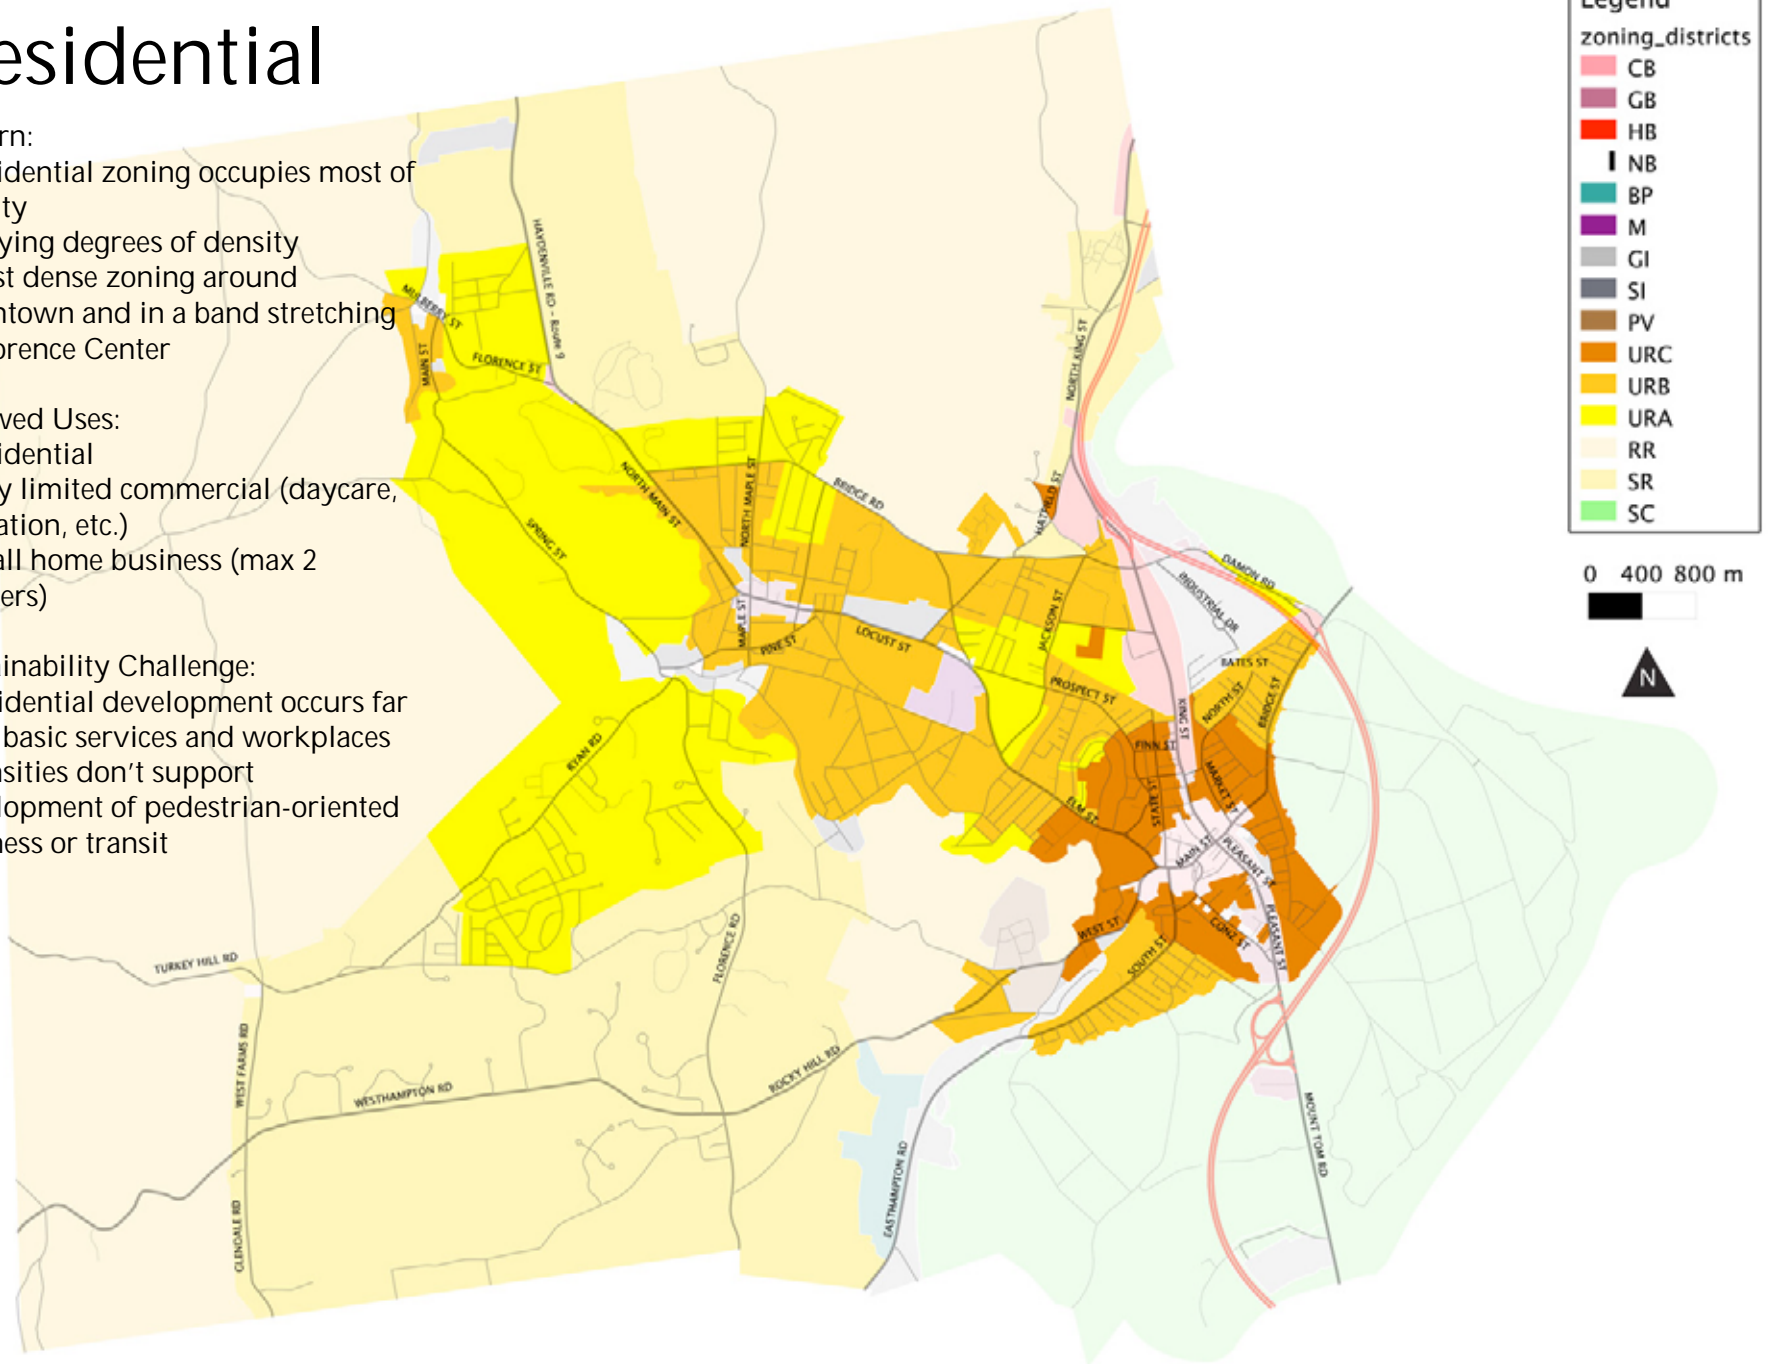 esidential
rn:
idential zoning occupies most of
ty
ying degrees of density
st dense zoning around
ntown and in a band stretching
orence Center
ved Uses:
idential
y limited commercial (daycare,
ation, etc.)
all home business (max 2
ers)
inability Challenge:
idential development occurs far
basic services and workplaces
sities don't support
lopment of pedestrian-oriented
ness or transit
Legend
zoning_districts
CB
GB
HB
NB
BP
M
GI
SI
PV
URC
URB
URA
RR
SR
SC
0 400 800 m
N
HAYDENVILLE RD - Route 9
MULBERRY ST
MAIN ST
FLORENCE ST
NORTH KING ST
NORTH MAIN ST
NORTH MAPLE ST
BRIDGE RD
HATFIELD ST
SPRING ST
DAMON RD
INDUSTRIAL DR
MAPLE ST
PINE ST
LOCUST ST
JACKSON ST
BATES ST
PROSPECT ST
NORTH ST
BRIDGE ST
KING ST
RYAN RD
FINN ST
MARKET ST
STATE ST
ELM ST
MAIN ST
PLEASANT ST
WEST ST
CONZ ST
PLEASANT ST
SOUTH ST
FLORENCE RD
TURKEY HILL RD
WEST FARMS RD
WESTHAMPTON RD
ROCKY HILL RD
MOUNT TOM RD
EASTHAMPTON RD
GLENDALE RD